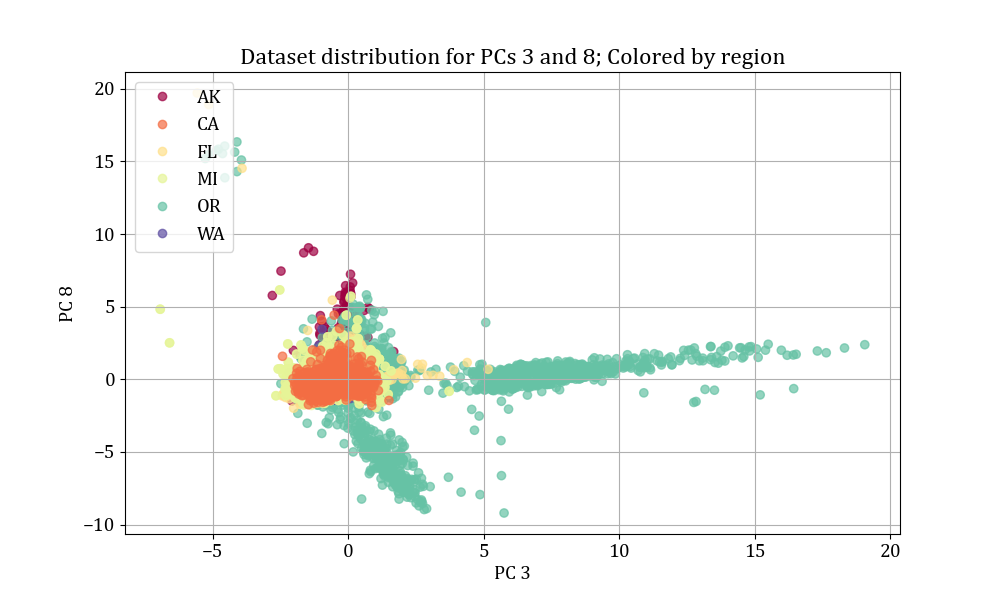 Dataset distribution for PCs 3 and 8; Colored by region
20
15
10
5
0
−5
−10
PC 8
AK
CA
FL
MI
OR
WA
−5
0
5
10
15
20
PC 3